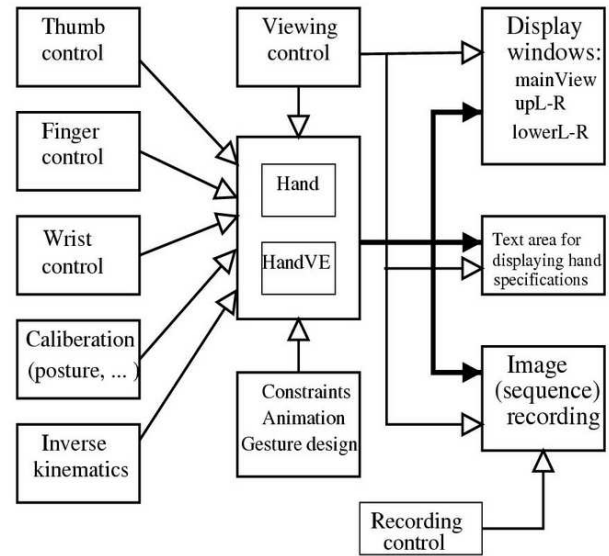 Thumb
control
Finger
control
Wrist
control
Caliberation
(posture, ... )
Inverse
kinematics
Viewing
control
Hand
HandVE
Constraints
Animation
Gesture design
Display
windows:
mainView
upL-R
lowerL-R
Text area for
displaying hand
specifications
Image
(sequence)
recording
Recording
control